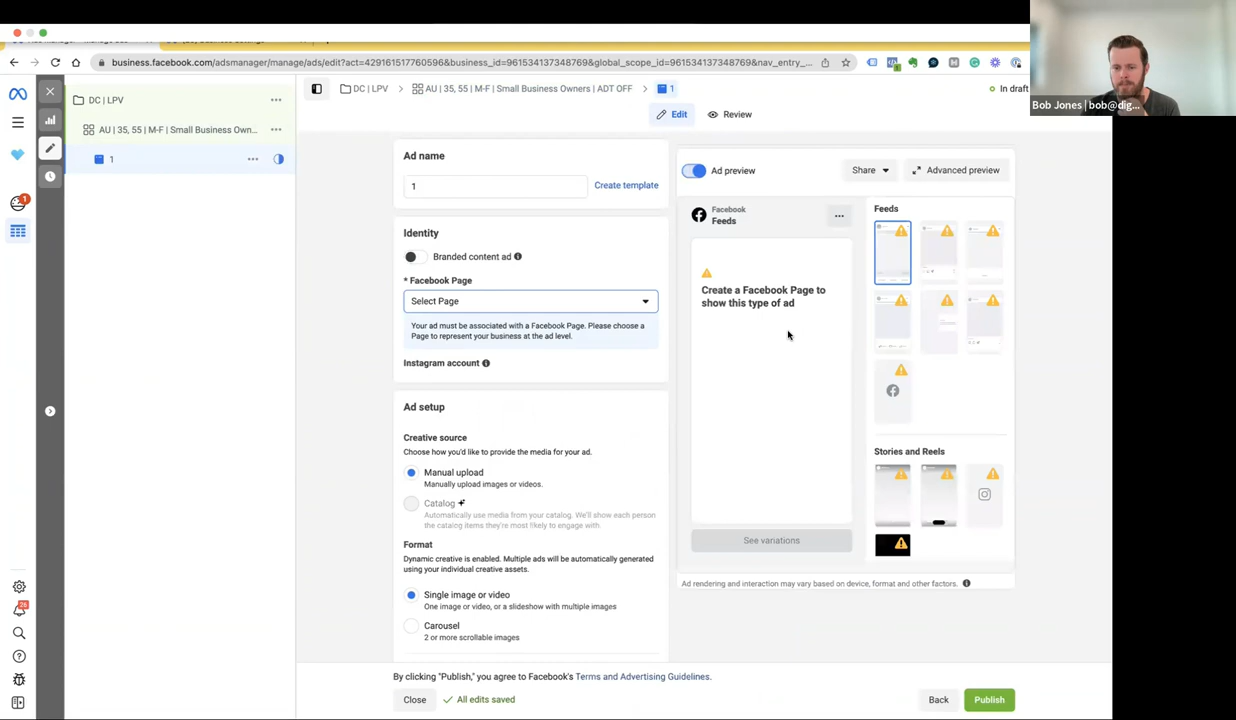 business.facebook.com/adsmanager/manage/ads/edit?act=429161517760596&business_id=961534137348769&global_scope_id=961534137348769&nav_entry_...
Bob Jones | bob@dig...
DC | LPV
AU | 35, 55 | M-F | Small Business Own...
1
DC | LPV > AU | 35, 55 | M-F | Small Business Owners | ADT OFF > 1
In draft
Edit
Review
Ad name
1
Create template
Identity
Branded content ad
* Facebook Page
Select Page
Your ad must be associated with a Facebook Page. Please choose a
Page to represent your business at the ad level.
Instagram account
Ad setup
Creative source
Choose how you'd like to provide the media for your ad.
Manual upload
Manually upload images or videos.
Catalog
Automatically use media from your catalog. We'll show each person
the catalog items they're most likely to engage with.
Format
Dynamic creative is enabled. Multiple ads will be automatically generated
using your individual creative assets.
Single image or video
One image or video, or a slideshow with multiple images
Carousel
2 or more scrollable images
Ad preview
Share
Advanced preview
Facebook
Feeds
Create a Facebook Page to
show this type of ad
See variations
Feeds
Stories and Reels
Ad rendering and interaction may vary based on device, format and other factors.
1
26
By clicking "Publish," you agree to Facebook's Terms and Advertising Guidelines.
Close
All edits saved
Back
Publish